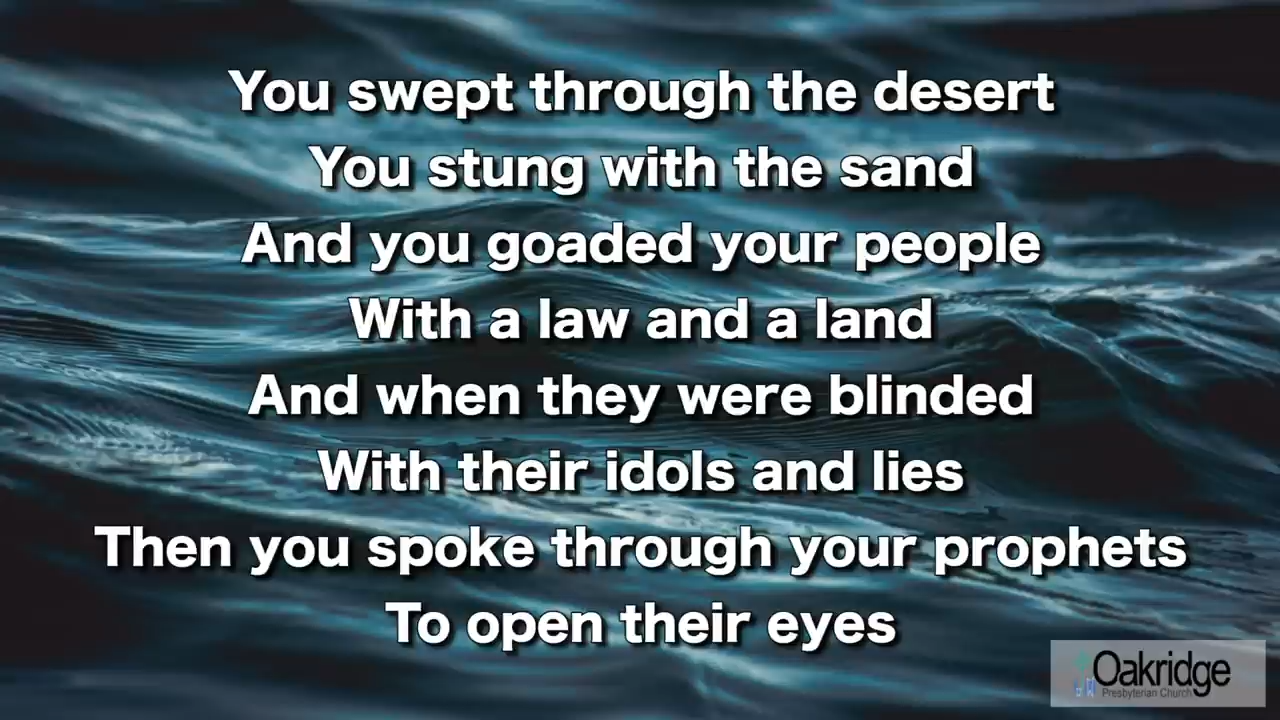 You swept through the desert
You stung with the sand
And you goaded your people
With a law and a land
And when they were blinded
With their idols and lies
Then you spoke through your prophets
To open their eyes
Oakridge
Presbyterian Church